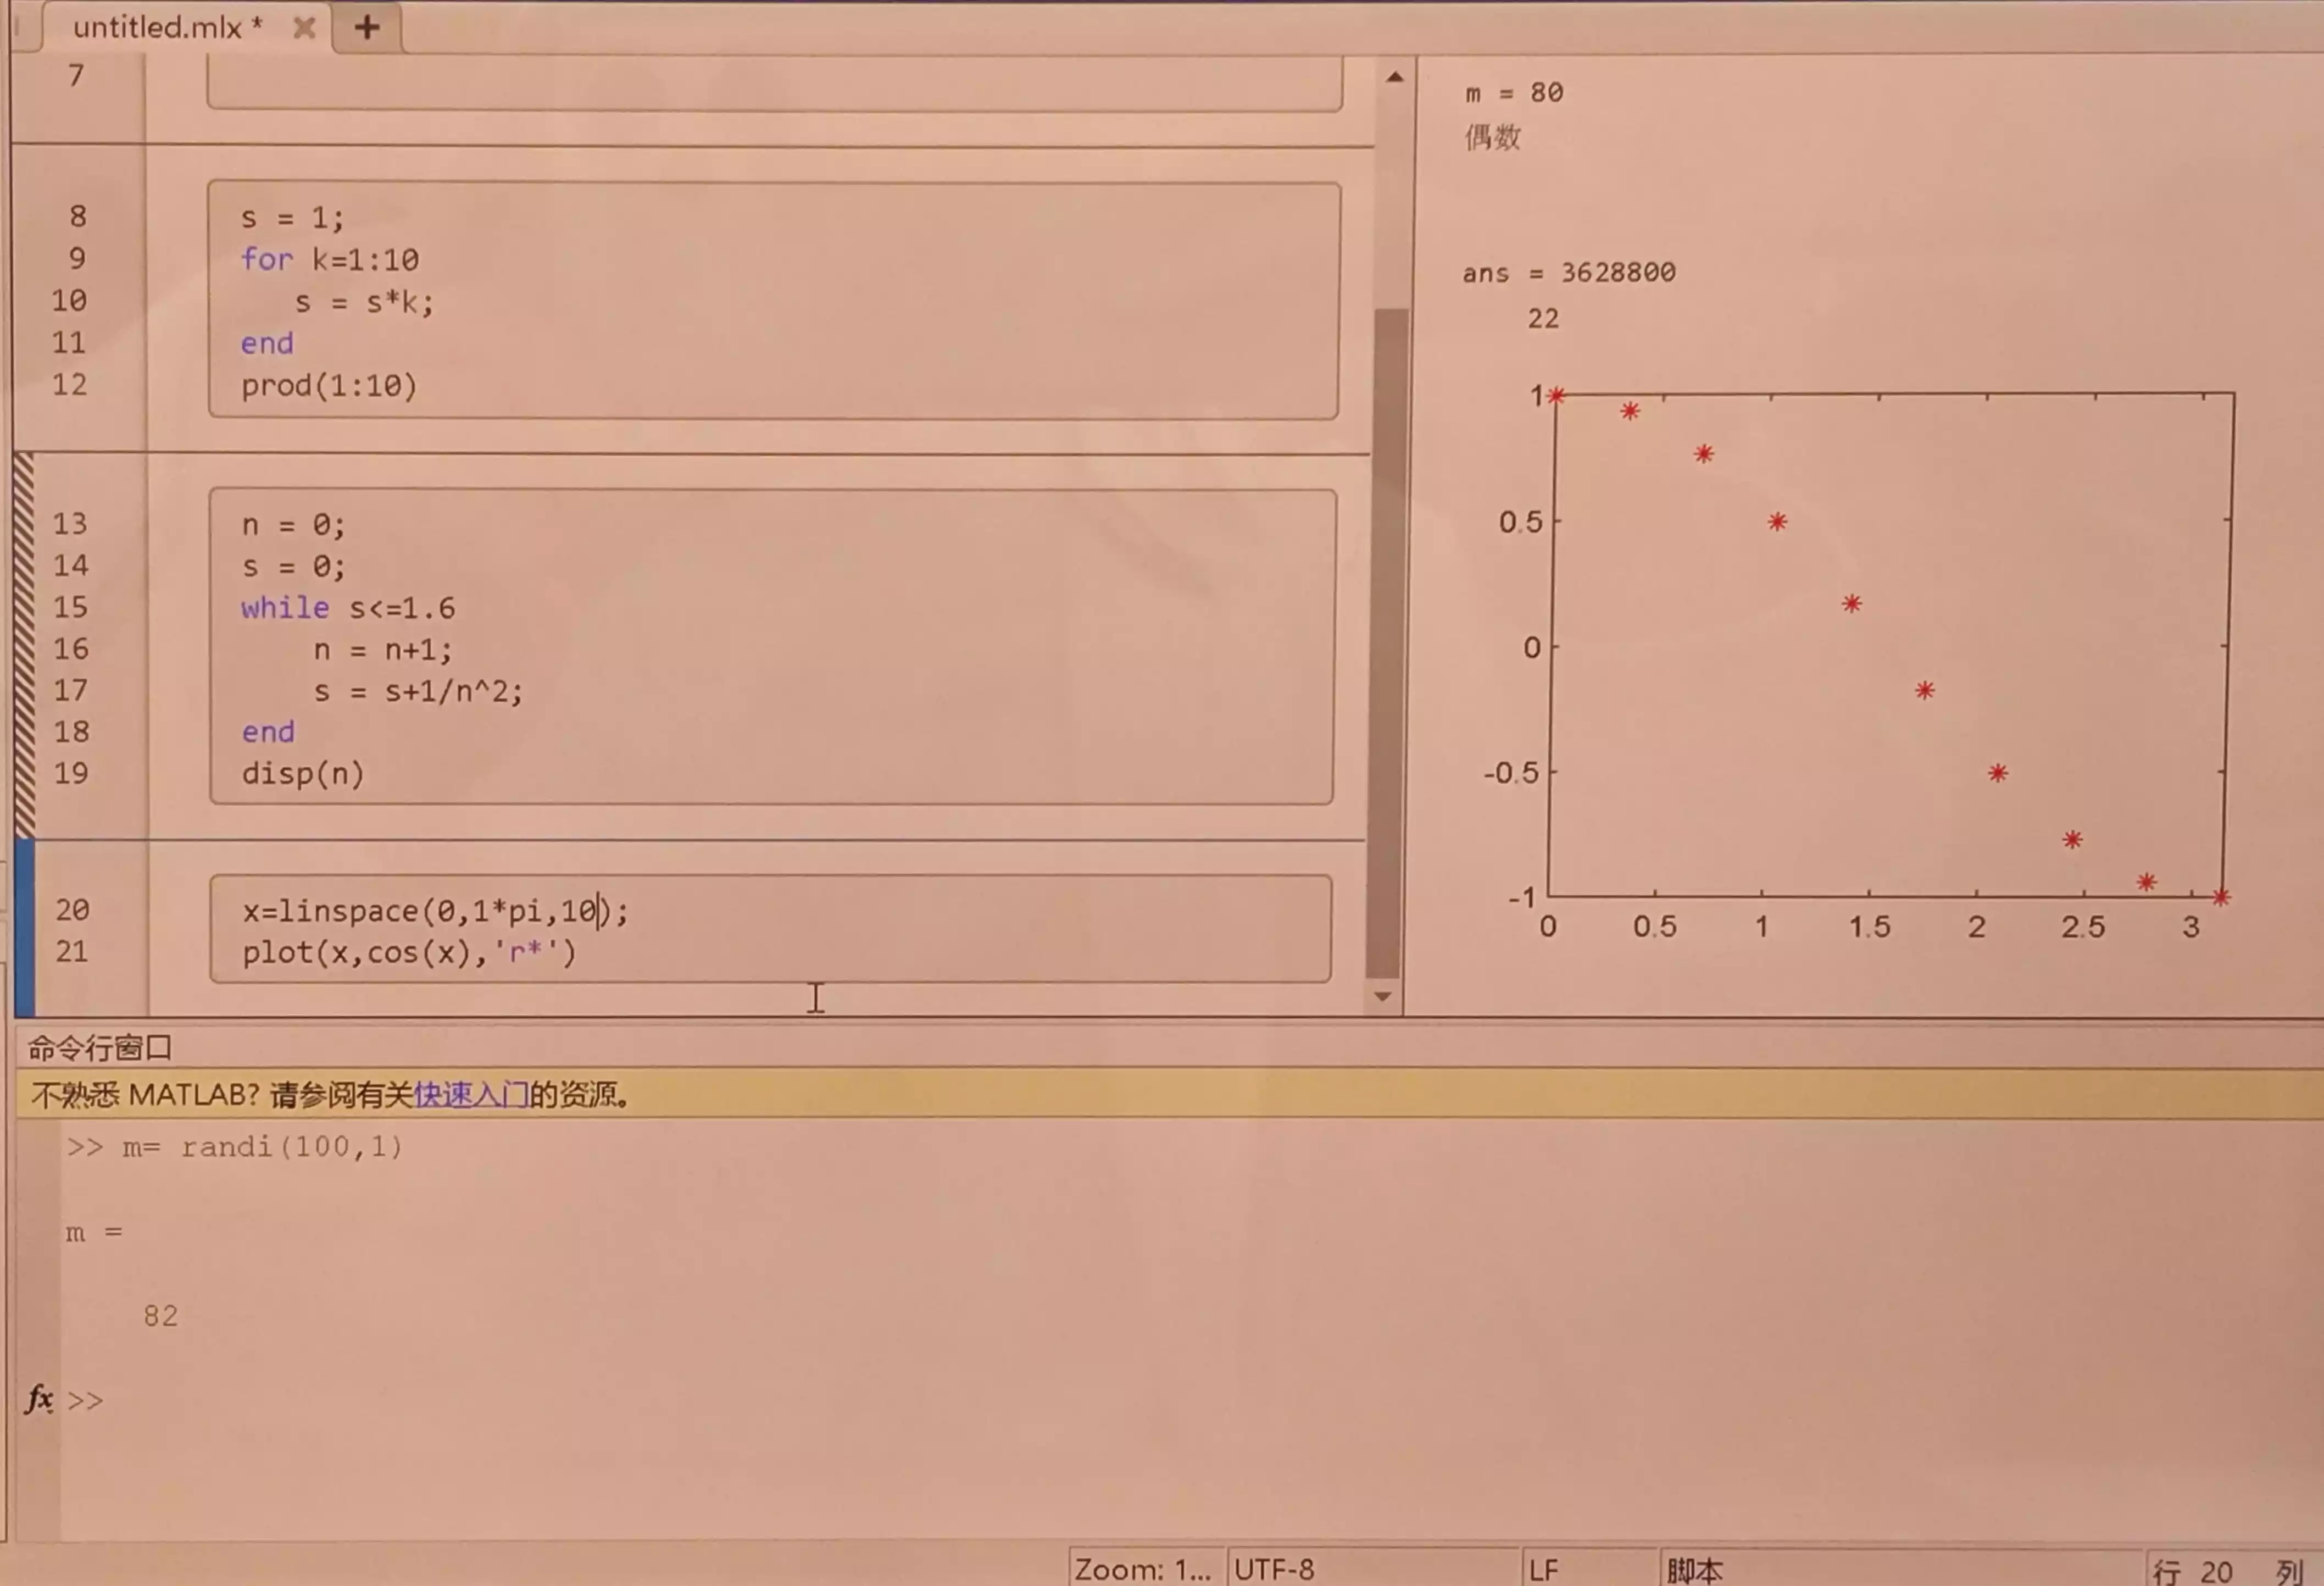 untitled.mlx * × +
7
8 s = 1;
9 for k=1:10
10 s = s*k;
11 end
12 prod(1:10)
13 n = 0;
14 s = 0;
15 while s<=1.6
16 n = n+1;
17 s = s+1/n^2;
18 end
19 disp(n)
20 x=linspace(0,1*pi,10);
21 plot(x,cos(x),'r*')
m = 80
偶数
ans = 3628800
22
1
0.5
0
-0.5
-1
0 0.5 1 1.5 2 2.5 3
命令行窗口
不熟悉 MATLAB? 请参阅有关快速入门的资源。
>> m= randi(100,1)
m =
82
fx >>
Zoom: 1... UTF-8 LF 脚本 行 20 列